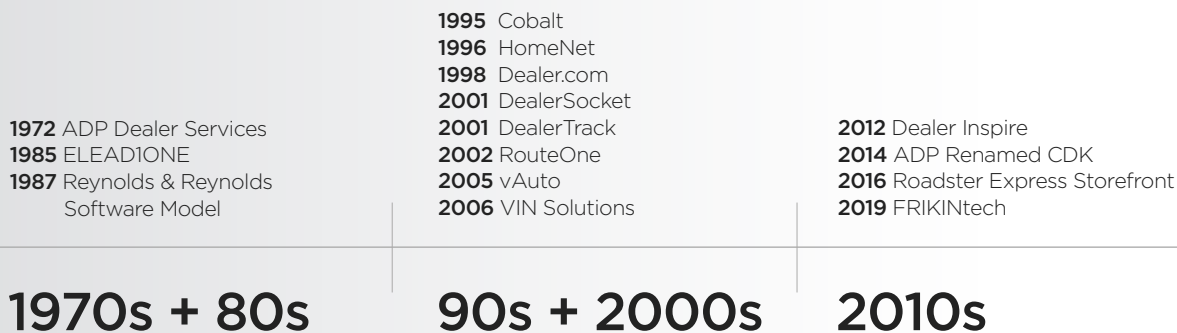 1972 ADP Dealer Services
1985 ELEAD1ONE
1987 Reynolds & Reynolds
Software Model
1970s + 80s
1995 Cobalt
1996 HomeNet
1998 Dealer.com
2001 DealerSocket
2001 DealerTrack
2002 RouteOne
2005 vAuto
2006 VIN Solutions
90s + 2000s
2012 Dealer Inspire
2014 ADP Renamed CDK
2016 Roadster Express Storefront
2019 FRIKINtech
2010s